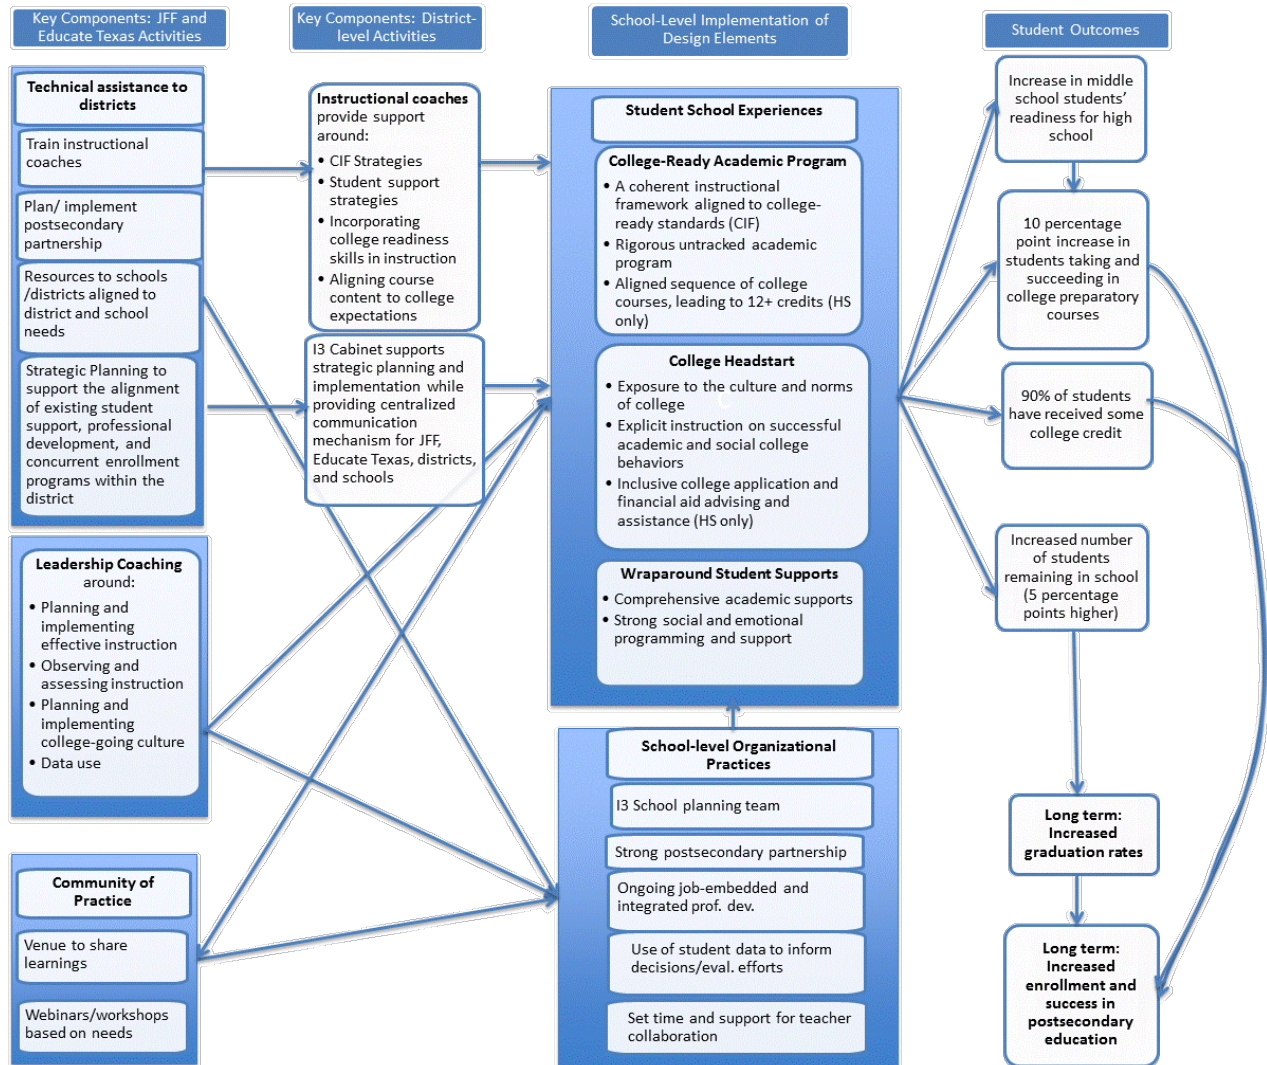 Key Components: JFF and
Educate Texas Activities
Key Components: District-
level Activities
School-Level Implementation of
Design Elements
Student Outcomes
Technical assistance to
districts
Train instructional
coaches
Plan/ implement
postsecondary
partnership
Resources to schools
/districts aligned to
district and school
needs
Strategic Planning to
support the alignment
of existing student
support, professional
development, and
concurrent enrollment
programs within the
district
Leadership Coaching
around:
• Planning and
implementing
effective instruction
• Observing and
assessing instruction
• Planning and
implementing
college-going culture
• Data use
Community of
Practice
Venue to share
learnings
Webinars/workshops
based on needs
Instructional coaches
provide support
around:
• CIF Strategies
• Student support
strategies
• Incorporating
college readiness
skills in instruction
• Aligning course
content to college
expectations
I3 Cabinet supports
strategic planning and
implementation while
providing centralized
communication
mechanism for JFF,
Educate Texas, districts,
and schools
Student School Experiences
College-Ready Academic Program
• A coherent instructional
framework aligned to college-
ready standards (CIF)
• Rigorous untracked academic
program
• Aligned sequence of college
courses, leading to 12+ credits (HS
only)
College Headstart
• Exposure to the culture and norms
of college
C
• Explicit instruction on successful
academic and social college
behaviors
• Inclusive college application and
financial aid advising and
assistance (HS only)
Wraparound Student Supports
• Comprehensive academic supports
• Strong social and emotional
programming and support
School-level Organizational
Practices
I3 School planning team
Strong postsecondary partnership
Ongoing job-embedded and
integrated prof. dev.
Use of student data to inform
decisions/eval. efforts
Set time and support for teacher
collaboration
Increase in middle
school students’
readiness for high
school
10 percentage
point increase in
students taking and
succeeding in
college preparatory
courses
90% of students
have received some
college credit
Increased number
of students
remaining in school
(5 percentage
points higher)
Long term:
Increased
graduation rates
Long term:
Increased
enrollment and
success in
postsecondary
education